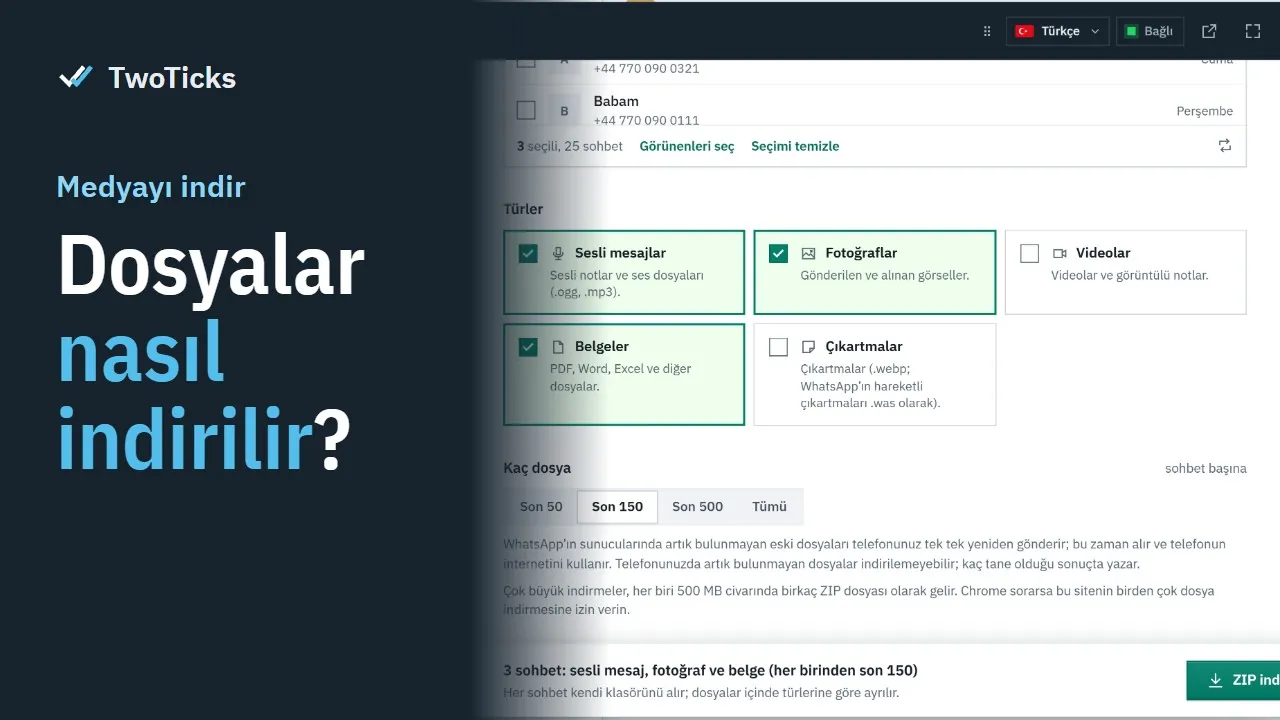 TwoTicks
Medyayı indir
Dosyalar
nasıl
indirilir?
Türkçe
Bağlı
A
+44 770 090 0321
Cuma
B
Babam
+44 770 090 0111
Perşembe
3 seçili, 25 sohbet
Görünenleri seç
Seçimi temizle
Türler
Sesli mesajlar
Sesli notlar ve ses dosyaları
(.ogg, .mp3).
Fotoğraflar
Gönderilen ve alınan görseller.
Videolar
Videolar ve görüntülü notlar.
Belgeler
PDF, Word, Excel ve diğer
dosyalar.
Çıkartmalar
Çıkartmalar (.webp;
WhatsApp'ın hareketli
çıkartmaları .was olarak).
Kaç dosya
sohbet başına
Son 50
Son 150
Son 500
Tümü
WhatsApp'ın sunucularında artık bulunmayan eski dosyaları telefonunuz tek tek yeniden gönderir; bu zaman alır ve telefonun
internetini kullanır. Telefonunuzda artık bulunmayan dosyalar indirilemeyebilir; kaç tane olduğu sonuçta yazar.
Çok büyük indirmeler, her biri 500 MB civarında birkaç ZIP dosyası olarak gelir. Chrome sorarsa bu sitenin birden çok dosya
indirmesine izin verin.
3 sohbet: sesli mesaj, fotoğraf ve belge (her birinden son 150)
Her sohbet kendi klasörünü alır; dosyalar içinde türlerine göre ayrılır.
ZIP ind